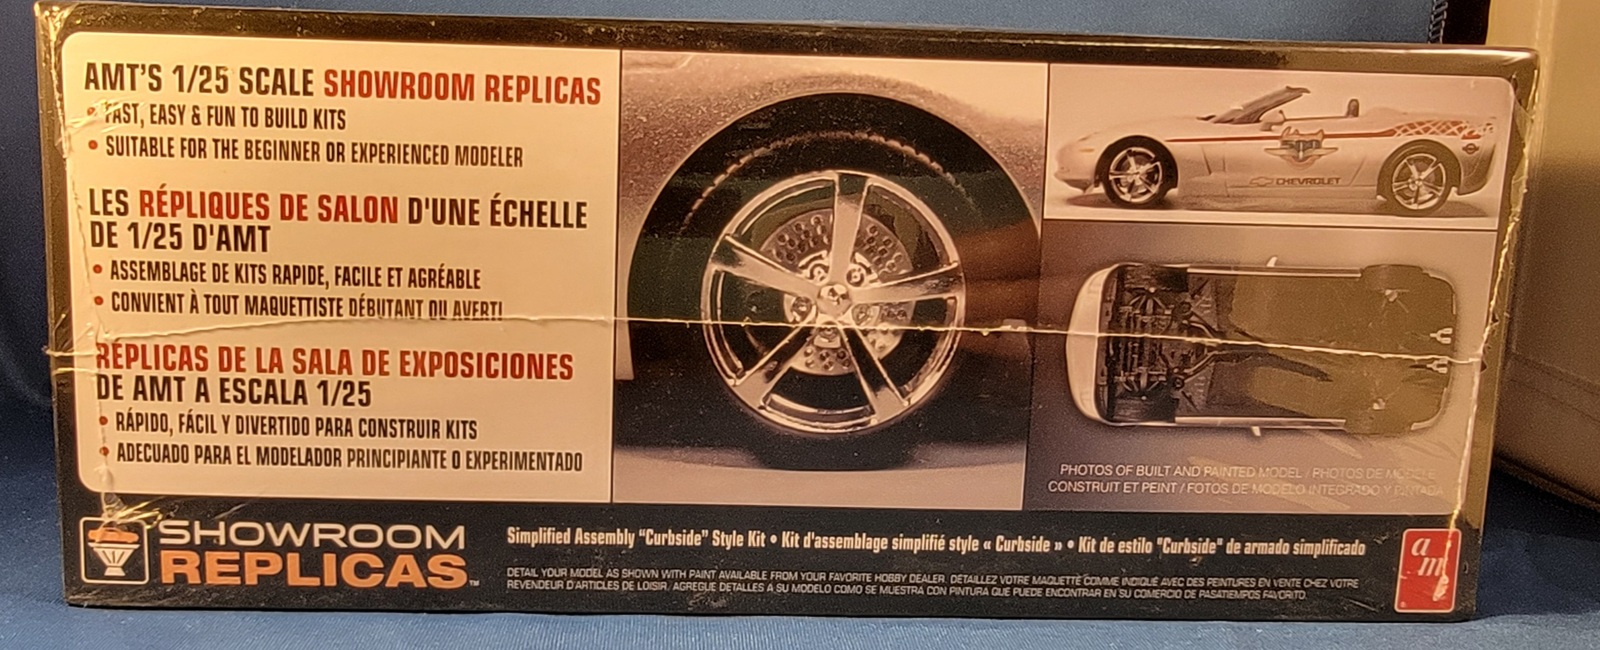 AMT'S 1/25 SCALE SHOWROOM REPLICAS
• FAST, EASY & FUN TO BUILD KITS
• SUITABLE FOR THE BEGINNER OR EXPERIENCED MODELER
LES RÉPLIQUES DE SALON D'UNE ÉCHELLE
DE 1/25 D'AMT
• ASSEMBLAGE DE KITS RAPIDE, FACILE ET AGRÉABLE
• CONVIENT À TOUT MAQUETTISTE DÉBUTANT OU AVERTI
RÉPLICAS DE LA SALA DE EXPOSICIONES
DE AMT A ESCALA 1/25
• RÁPIDO, FÁCIL Y DIVERTIDO PARA CONSTRUIR KITS
• ADECUADO PARA EL MODELADOR PRINCIPIANTE O EXPERIMENTADO
CHEVROLET
PHOTOS OF BUILT AND PAINTED MODEL / PHOTOS DE MODÈLE
CONSTRUIT ET PEINT / FOTOS DE MODELO INTEGRADO Y PINTADA
SHOWROOM
REPLICAS™
Simplified Assembly "Curbside" Style Kit • Kit d'assemblage simplifié style « Curbside » • Kit de estilo "Curbside" de armado simplificado
DETAIL YOUR MODEL AS SHOWN WITH PAINT AVAILABLE FROM YOUR FAVORITE HOBBY DEALER. DÉTAILLEZ VOTRE MAQUETTE COMME INDIQUÉ AVEC DES PEINTURES EN VENTE CHEZ VOTRE
REVENDEUR D'ARTICLES DE LOISIR. AGREGUE DETALLES A SU MODELO COMO SE MUESTRA CON PINTURA QUE PUEDE ENCONTRAR EN SU COMERCIO DE PASATIEMPOS FAVORITO.
amt
®